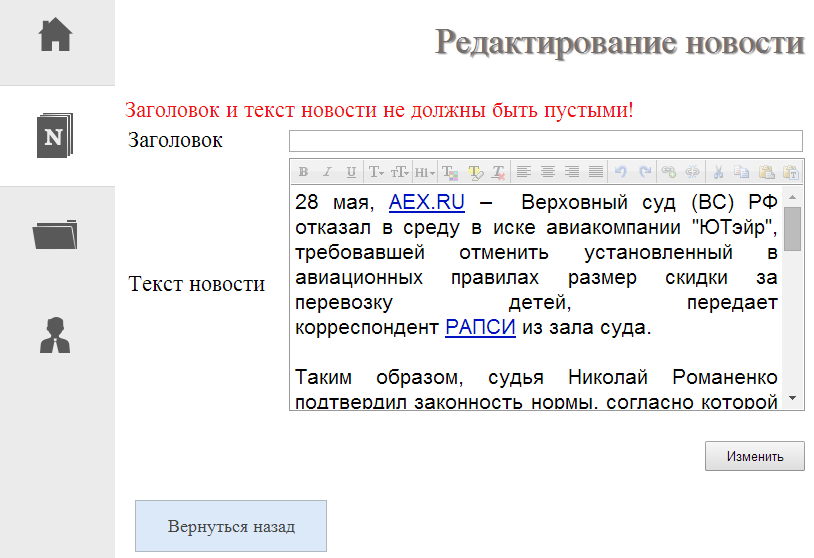 Редактирование новости
N
Заголовок и текст новости не должны быть пустыми!
Заголовок
B I U T тT H1 T T T
Текст новости
28 мая, AEX.RU – Верховный суд (ВС) РФ
отказал в среду в иске авиакомпании "ЮТэйр",
требовавшей отменить установленный в
авиационных правилах размер скидки за
перевозку детей, передает
корреспондент РАПСИ из зала суда.
Таким образом, судья Николай Романенко
подтвердил законность нормы, согласно которой
Изменить
Вернуться назад